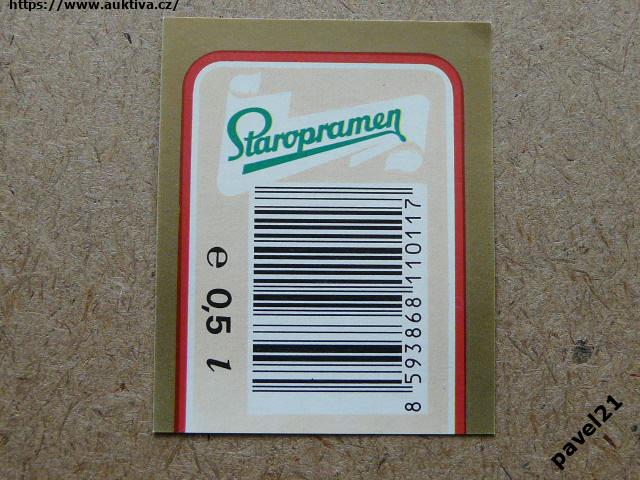 https://www.auktiva.cz/
Staropramen
8 593868 110117
e 0,5 l
pavel21